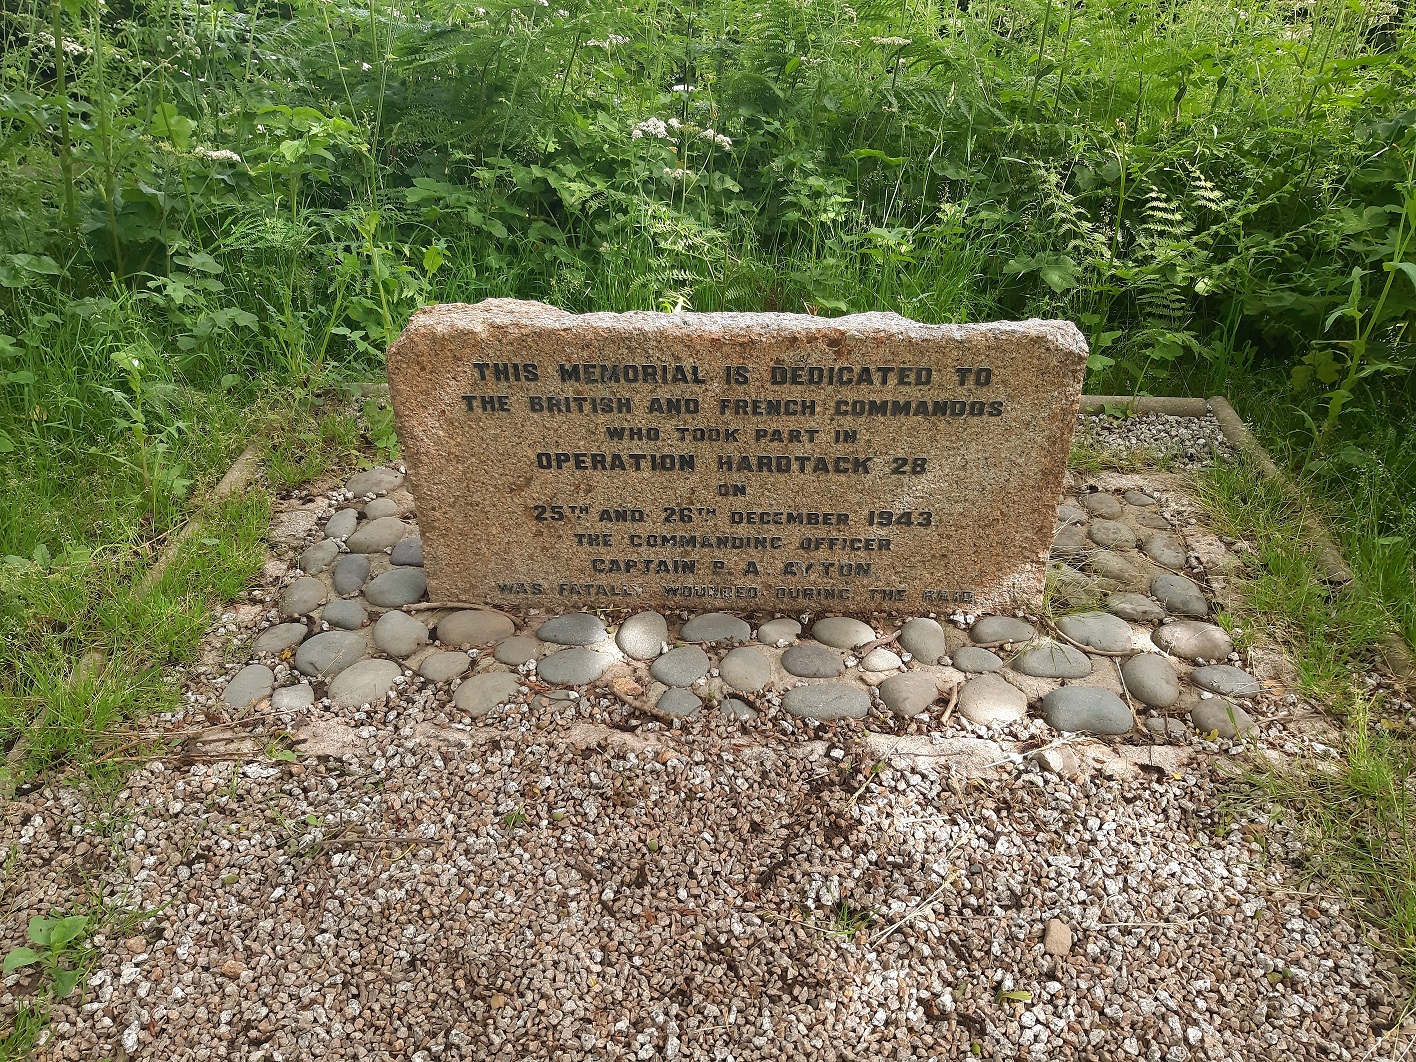 THIS MEMORIAL IS DEDICATED TO
THE BRITISH AND FRENCH COMMANDOS
WHO TOOK PART IN
OPERATION HARDTACK 28
ON
25TH AND 26TH DECEMBER 1943.
THE COMMANDING OFFICER
CAPTAIN P. A. AYTON.
WAS FATALLY WOUNDED DURING THE RAID